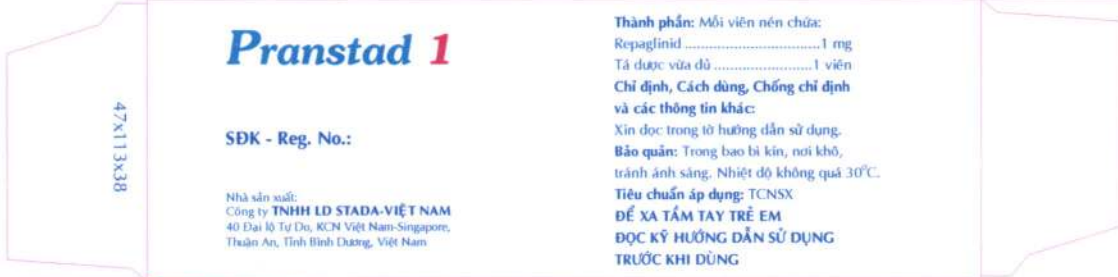 47x113x38
Pranstad 1
SĐK - Reg. No.:
Nhà sản xuất:
Công ty TNHH LD STADA-VIỆT NAM
40 Đại lộ Tự Do, KCN Việt Nam-Singapore,
Thuận An, Tỉnh Bình Dương, Việt Nam
Thành phần: Mỗi viên nén chứa:
Repaglinid .................................1 mg
Tá dược vừa đủ ........................1 viên
Chỉ định, Cách dùng, Chống chỉ định
và các thông tin khác:
Xin đọc trong tờ hướng dẫn sử dụng.
Bảo quản: Trong bao bì kín, nơi khô,
tránh ánh sáng. Nhiệt độ không quá 30°C.
Tiêu chuẩn áp dụng: TCNSX
ĐỂ XA TẦM TAY TRẺ EM
ĐỌC KỸ HƯỚNG DẪN SỬ DỤNG
TRƯỚC KHI DÙNG